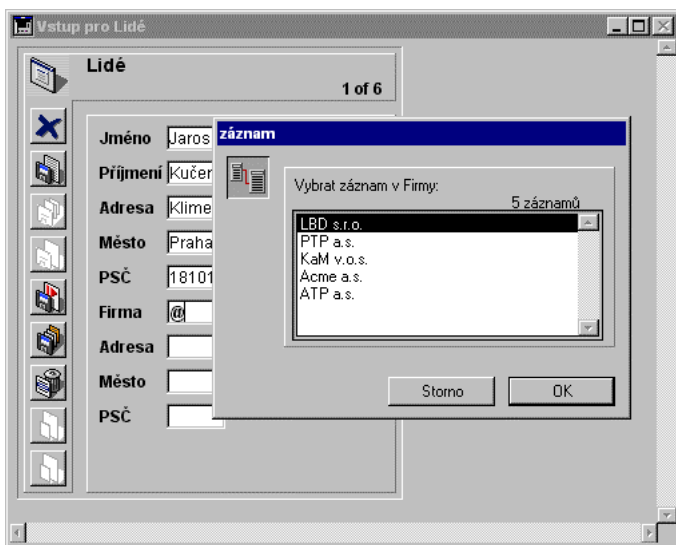 Vstup pro Lidé
Lidé
1 of 6
Jméno Jaros
Příjmení Kučer
Adresa Klime
Město Praha
PSČ 18101
Firma @
Adresa
Město
PSČ
záznam
Vybrat záznam v Firmy:
5 záznamů
LBD s.r.o.
PTP a.s.
KaM v.o.s.
Acme a.s.
ATP a.s.
Storno
OK